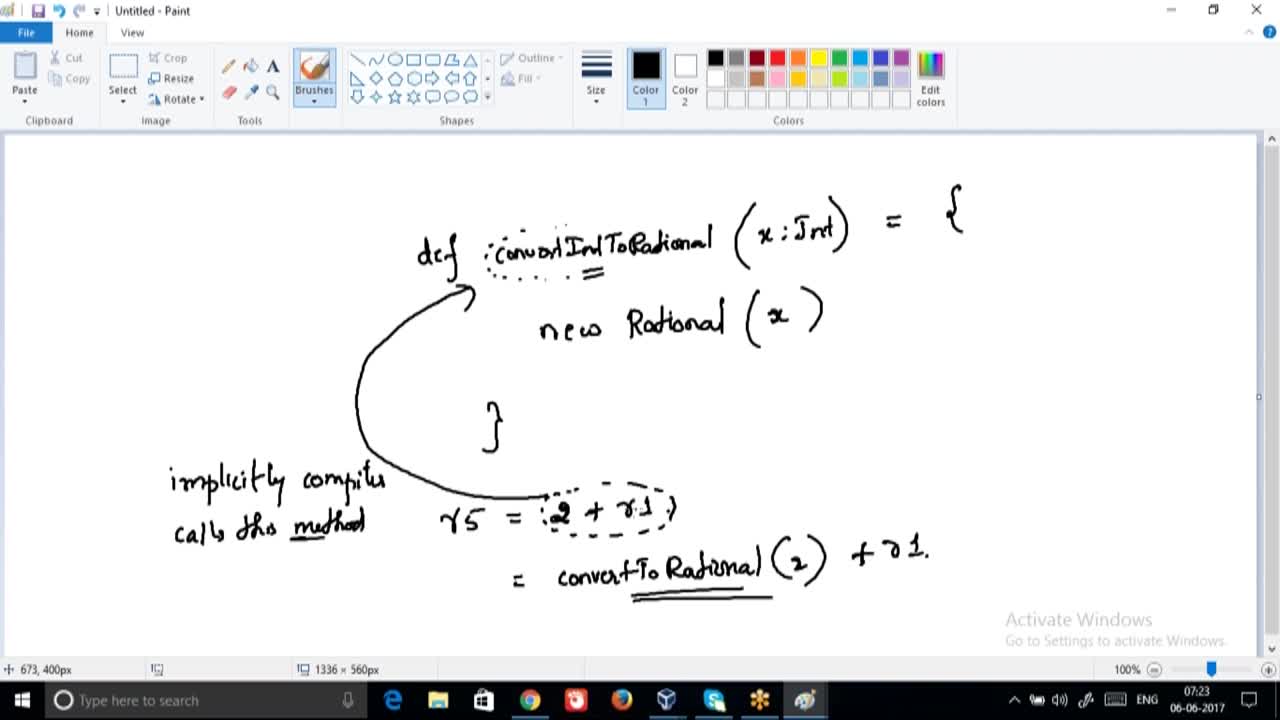 Untitled - Paint
File Home View
Paste Cut Copy Clipboard
Select Crop Resize Rotate Image
Tools
Brushes
Shapes Outline Fill
Size
Color 1 Color 2 Colors Edit colors
def convertIntToRational (x : Int) = {
new Rational (x)
}
implicitly compiler
calls this method
r5 = (2 + r1)
= convertToRational (2) + r1.
Activate Windows
Go to Settings to activate Windows.
673, 400px 1336 × 560px 100%
Type here to search ENG 07:23 06-06-2017